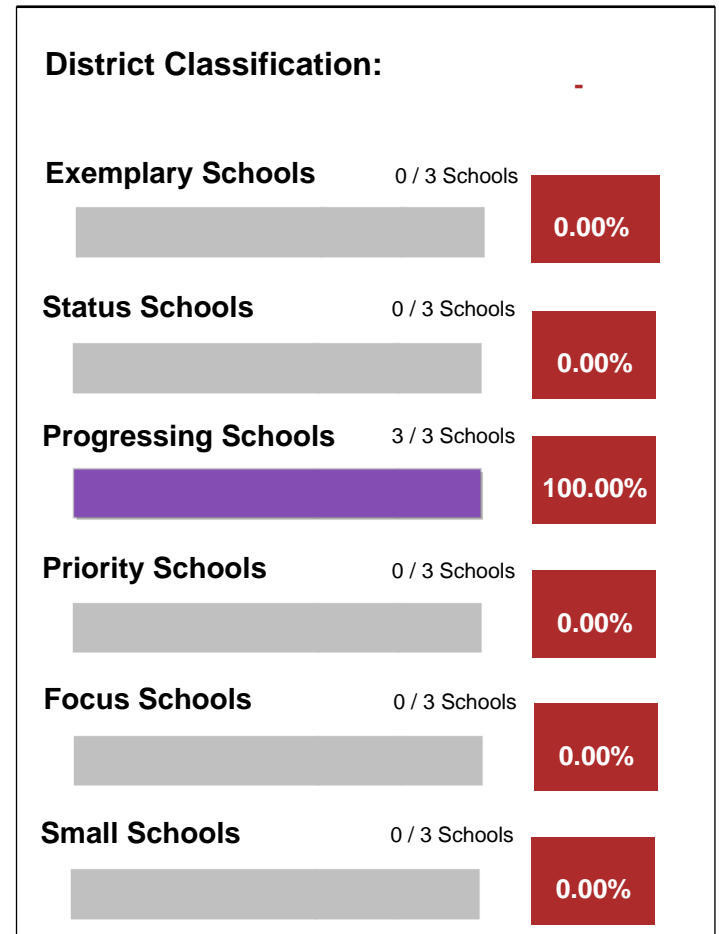 District Classification: -
Exemplary Schools 0 / 3 Schools
0.00%
Status Schools 0 / 3 Schools
0.00%
Progressing Schools 3 / 3 Schools
100.00%
Priority Schools 0 / 3 Schools
0.00%
Focus Schools 0 / 3 Schools
0.00%
Small Schools 0 / 3 Schools
0.00%